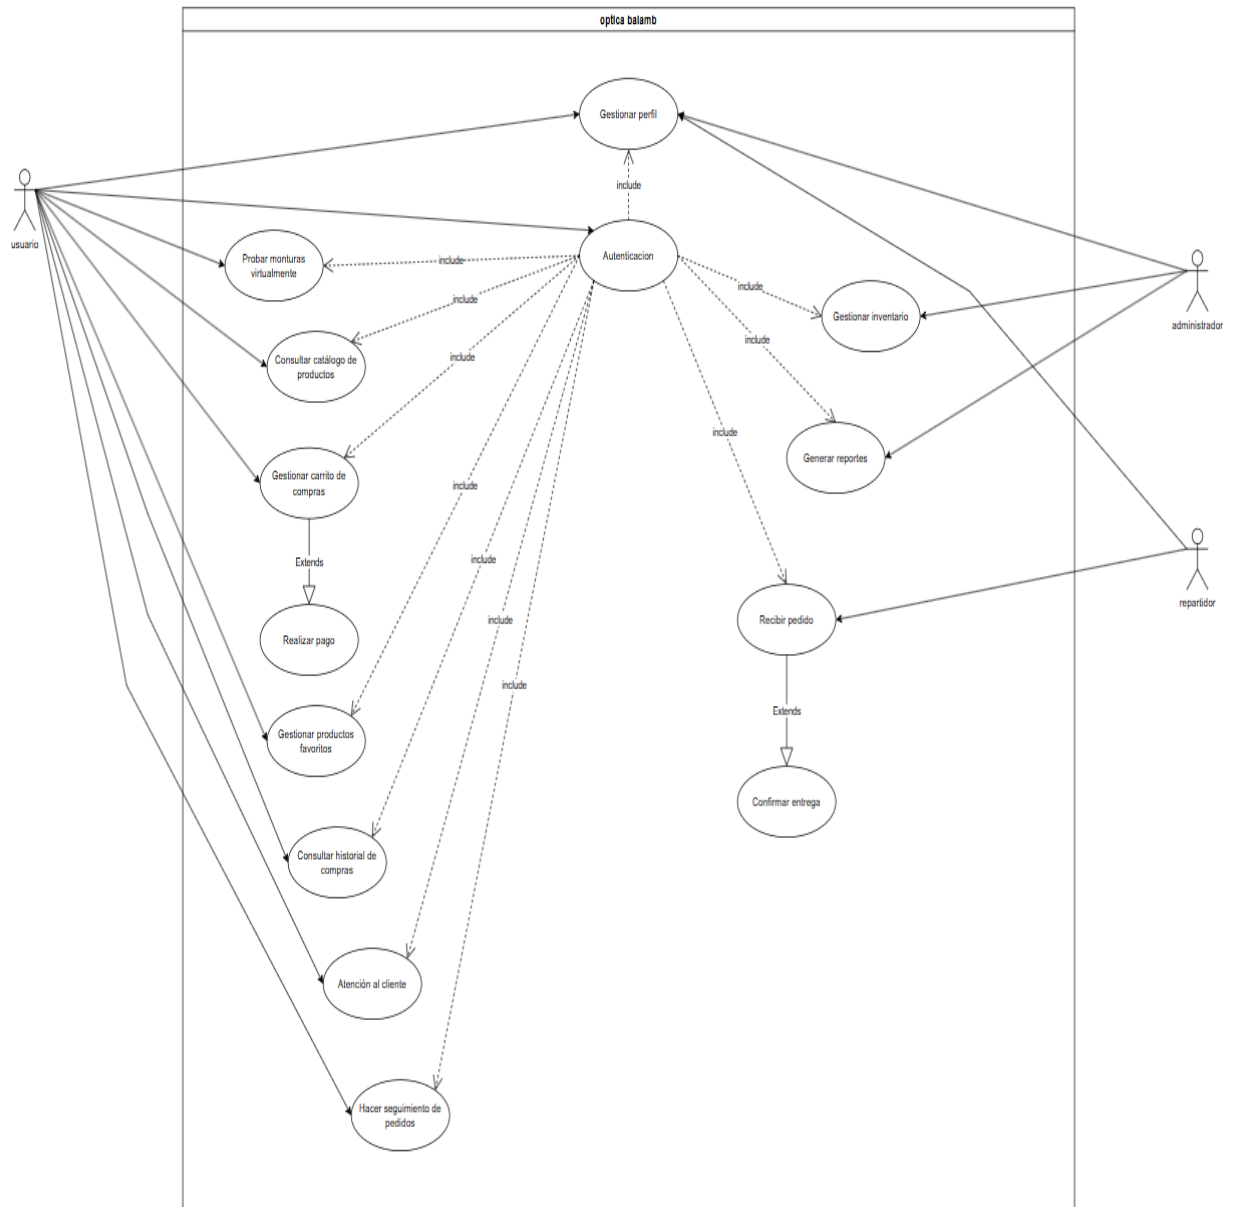 optica balamb
Gestionar perfil
include
usuario
Autenticacion
Probar monturas
virtualmente
include
include
include
Gestionar inventario
administrador
include
Consultar catálogo de
productos
include
include
Generar reportes
Gestionar carrito de
compras
include
include
include
include
Extends
Realizar pago
Recibir pedido
repartidor
include
Extends
Gestionar productos
favoritos
Confirmar entrega
Consultar historial de
compras
Atención al cliente
Hacer seguimiento de
pedidos